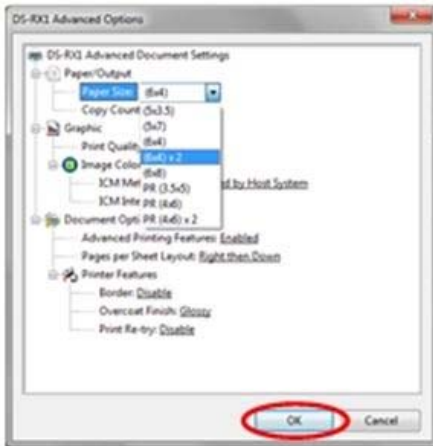 DS-RX1 Advanced Options
DS-RX1 Advanced Document Settings
Paper/Output
Paper Size: (6x4)
Copy Count (5x3.5)
(5x7)
Graphic (6x4)
Print Quality (6x4) x 2
Image Color (6x8)
ICM Met PR (3.5x5) d by Host System
ICM Inte PR (4x6)
Document Opti PR (4x6) x 2
Advanced Printing Features: Enabled
Pages per Sheet Layout: Right then Down
Printer Features
Border: Disable
Overcoat Finish: Glossy
Print Re-try: Disable
OK Cancel